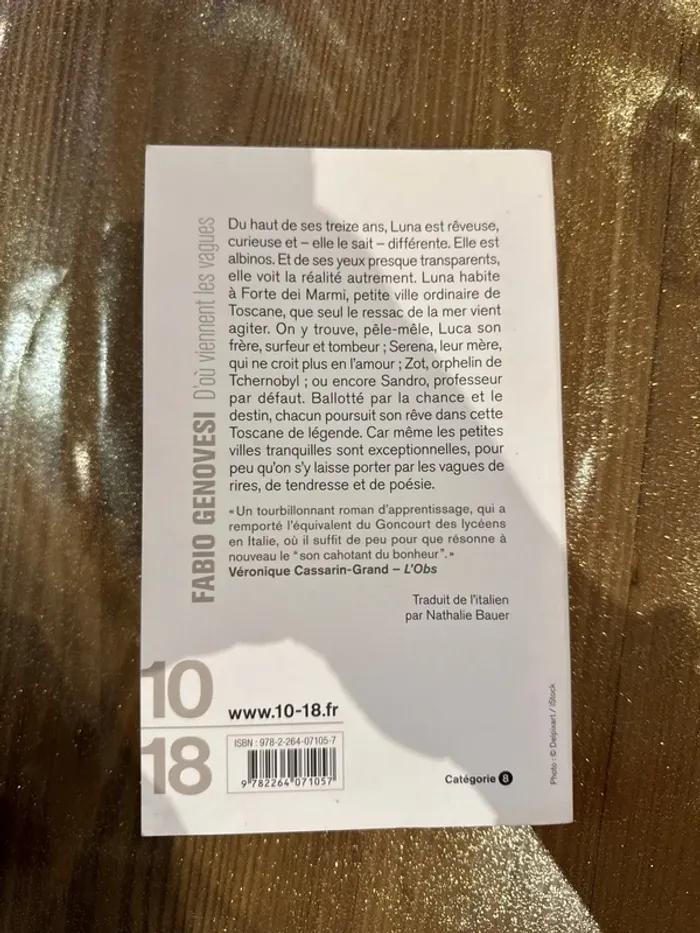 FABIO GENOVESI D'où viennent les vagues
Du haut de ses treize ans, Luna est rêveuse,
curieuse et – elle le sait – différente. Elle est
albinos. Et de ses yeux presque transparents,
elle voit la réalité autrement. Luna habite
à Forte dei Marmi, petite ville ordinaire de
Toscane, que seul le ressac de la mer vient
agiter. On y trouve, pêle-mêle, Luca son
frère, surfeur et tombeur ; Serena, leur mère,
qui ne croit plus en l'amour ; Zot, orphelin de
Tchernobyl ; ou encore Sandro, professeur
par défaut. Ballotté par la chance et le
destin, chacun poursuit son rêve dans cette
Toscane de légende. Car même les petites
villes tranquilles sont exceptionnelles, pour
peu qu'on s'y laisse porter par les vagues de
rires, de tendresse et de poésie.
« Un tourbillonnant roman d'apprentissage, qui a
remporté l'équivalent du Goncourt des lycéens
en Italie, où il suffit de peu pour que résonne à
nouveau le "son cahotant du bonheur". »
Véronique Cassarin-Grand – L'Obs
Traduit de l'italien
par Nathalie Bauer
10
18
www.10-18.fr
ISBN : 978-2-264-07105-7
9 782264 071057
Catégorie 8
Photo : © Delpixart / iStock